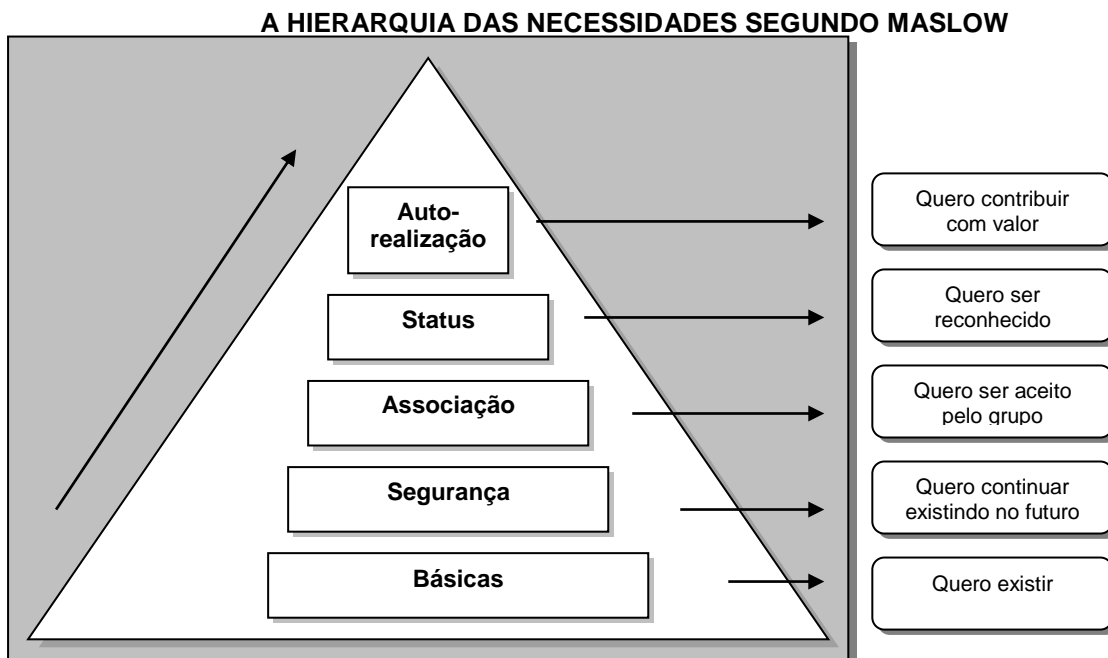 A HIERARQUIA DAS NECESSIDADES SEGUNDO MASLOW
Auto-
realização
Quero contribuir
com valor
Status
Quero ser
reconhecido
Associação
Quero ser aceito
pelo grupo
Segurança
Quero continuar
existindo no futuro
Básicas
Quero existir